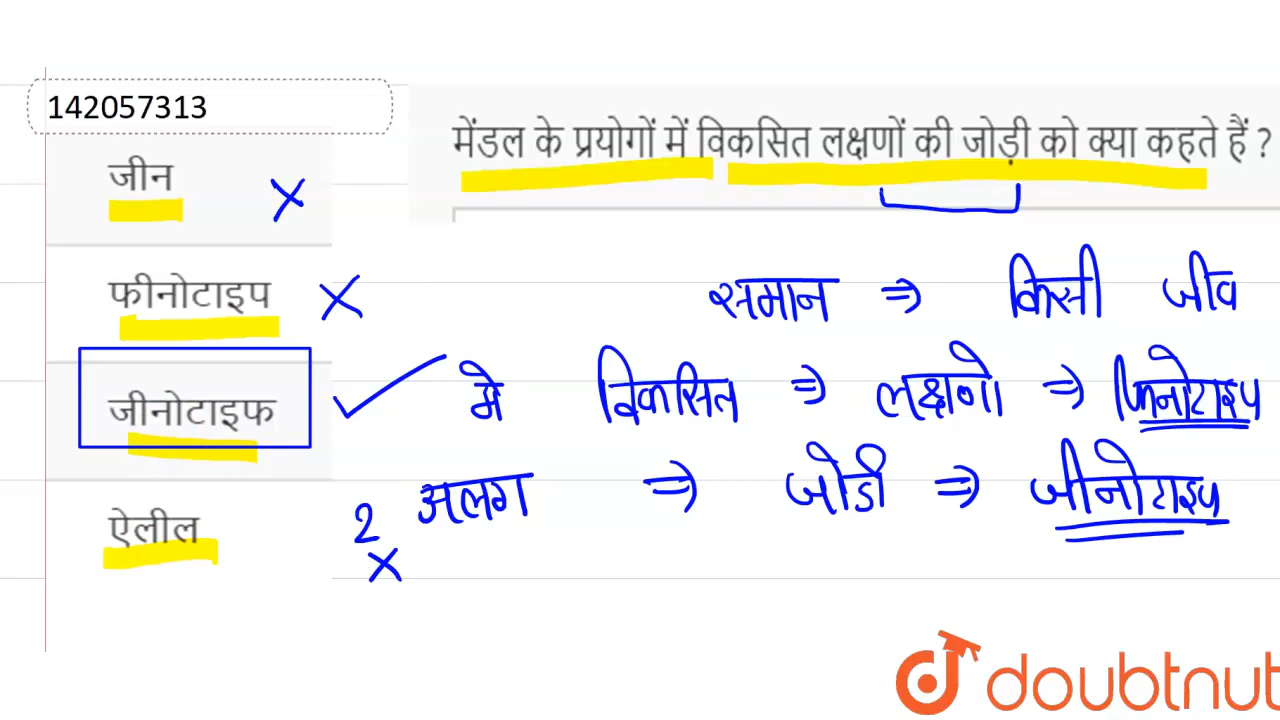 142057313
मेंडल के प्रयोगों में विकसित लक्षणों की जोड़ी को क्या कहते हैं ?
जीन X
फीनोटाइप X
जीनोटाइफ
ऐलील
समान ⇒ किसी जीव
मे विकसित ⇒ लक्षणो ⇒ फिनोटाइप
2 अलग ⇒ जोडी ⇒ जीनोटाइप
X
doubtnut